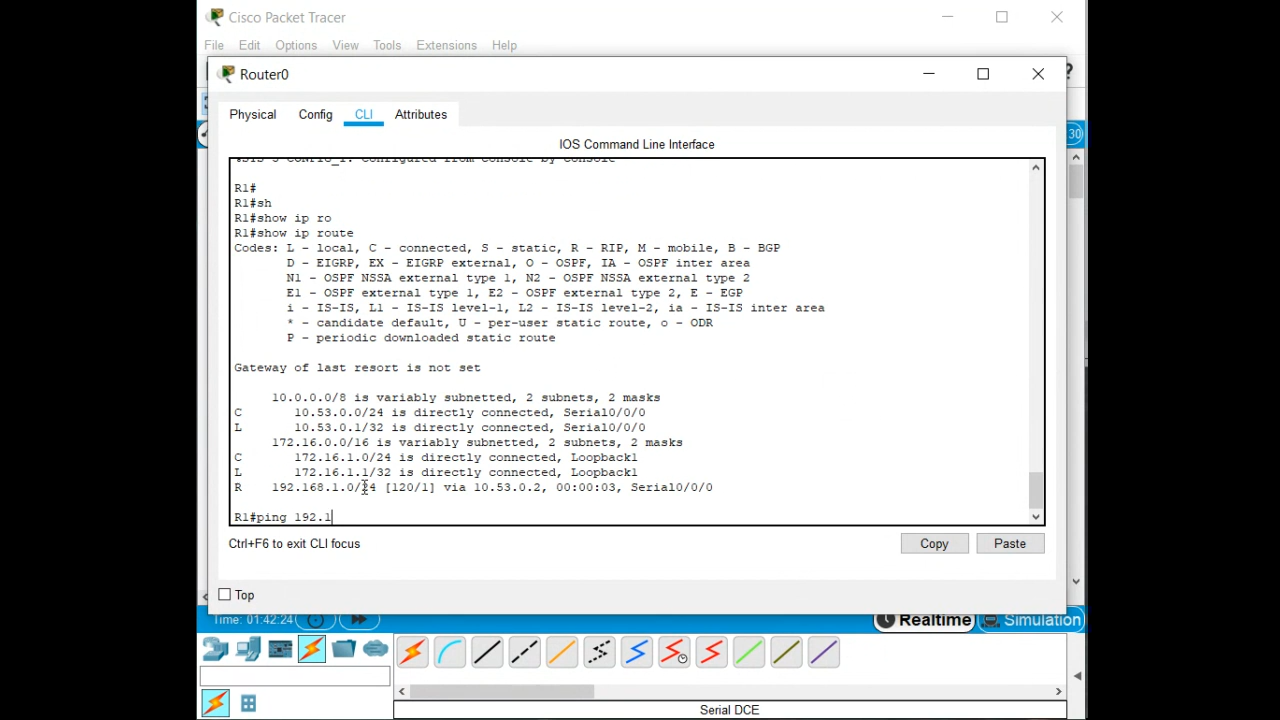 Cisco Packet Tracer
File Edit Options View Tools Extensions Help
?
Router0
30
Physical Config CLI Attributes
IOS Command Line Interface
%SYS-5-CONFIG_I: Configured from console by console
R1#
R1#sh
R1#show ip ro
R1#show ip route
Codes: L - local, C - connected, S - static, R - RIP, M - mobile, B - BGP
D - EIGRP, EX - EIGRP external, O - OSPF, IA - OSPF inter area
N1 - OSPF NSSA external type 1, N2 - OSPF NSSA external type 2
E1 - OSPF external type 1, E2 - OSPF external type 2, E - EGP
i - IS-IS, L1 - IS-IS level-1, L2 - IS-IS level-2, ia - IS-IS inter area
* - candidate default, U - per-user static route, o - ODR
P - periodic downloaded static route
Gateway of last resort is not set
10.0.0.0/8 is variably subnetted, 2 subnets, 2 masks
C 10.53.0.0/24 is directly connected, Serial0/0/0
L 10.53.0.1/32 is directly connected, Serial0/0/0
172.16.0.0/16 is variably subnetted, 2 subnets, 2 masks
C 172.16.1.0/24 is directly connected, Loopback1
L 172.16.1.1/32 is directly connected, Loopback1
R 192.168.1.0/24 [120/1] via 10.53.0.2, 00:00:03, Serial0/0/0
R1#ping 192.1
Ctrl+F6 to exit CLI focus
Copy Paste
Top
Time: 01:42:24
Realtime Simulation
Serial DCE